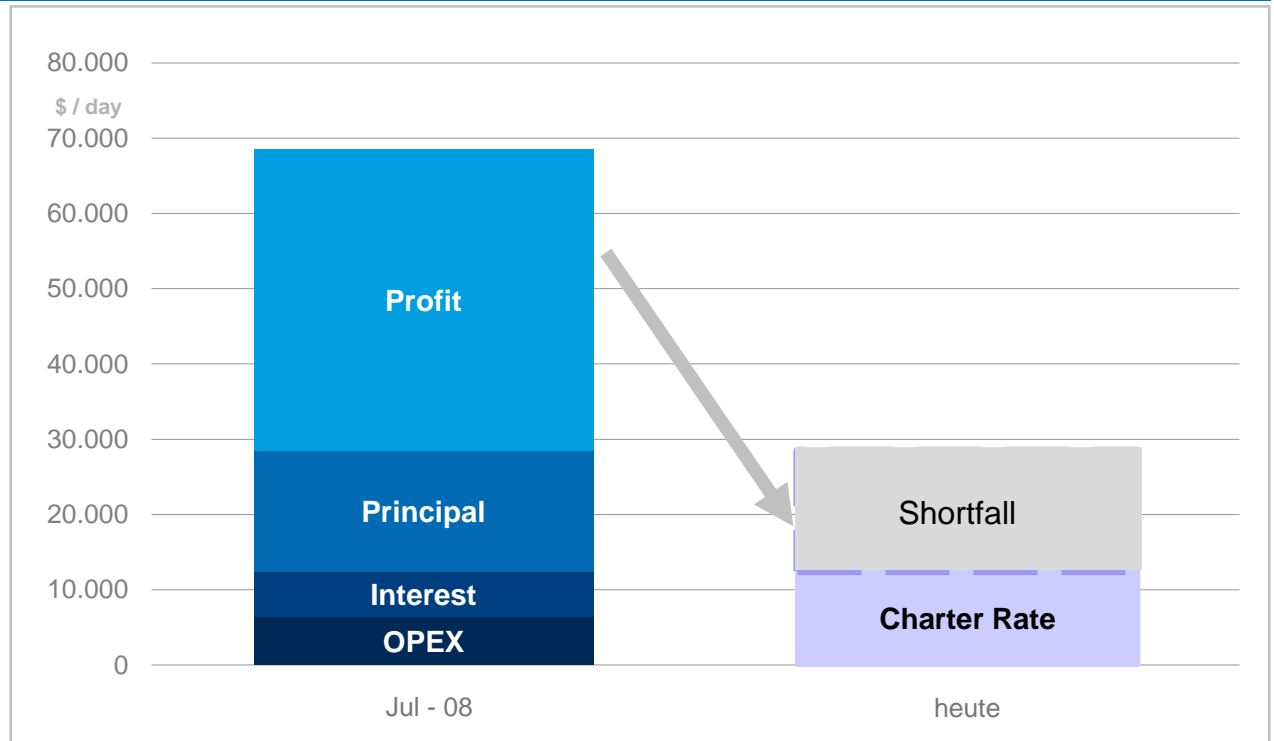 80.000
$ / day
70.000
60.000
50.000
40.000
30.000
20.000
10.000
0
Profit
Principal
Interest
OPEX
Shortfall
Charter Rate
Jul - 08
heute